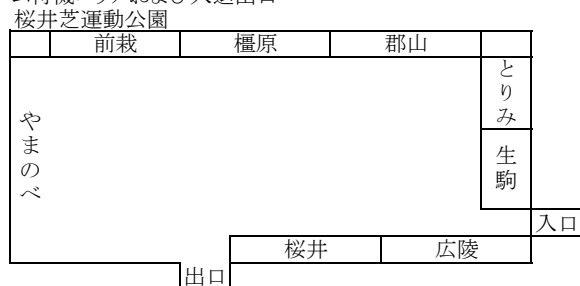 桜井芝運動公園
前栽 橿原 郡山
とりみ
やまのべ
生駒
入口
桜井 広陵
出口